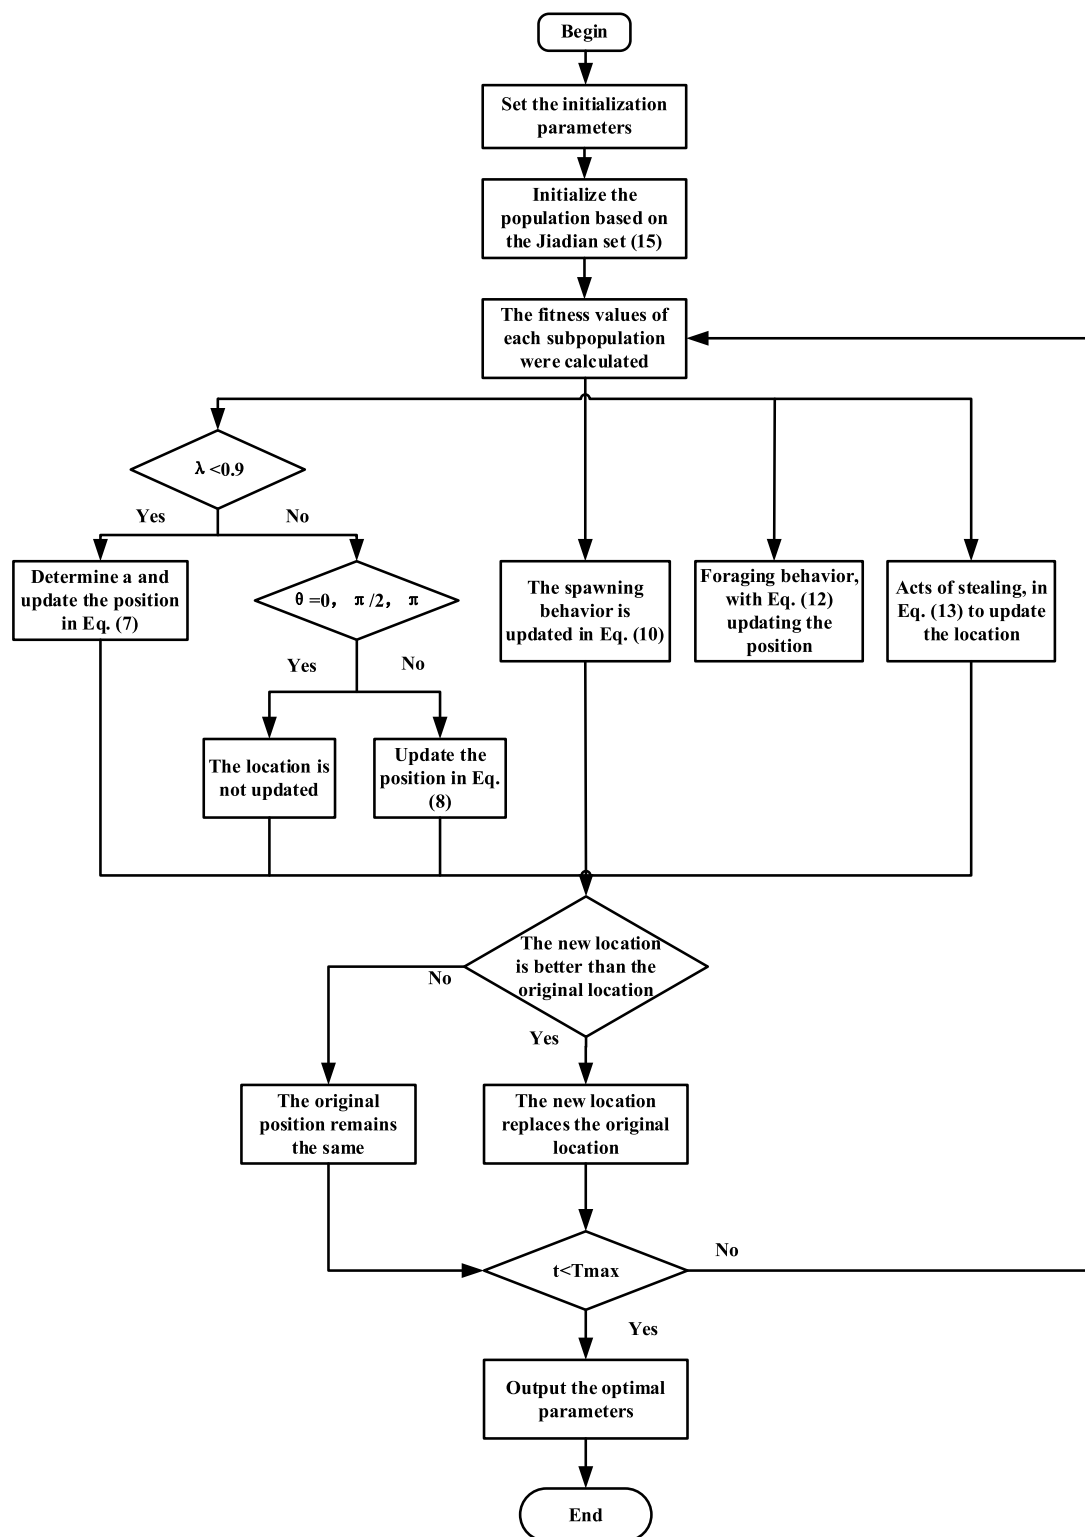 Begin
Set the initialization
parameters
Initialize the
population based on
the Jiadian set (15)
The fitness values of
each subpopulation
were calculated
λ<0.9
Yes
No
Determine a and
update the position
in Eq. (7)
θ=0, π/2, π
The spawning
behavior is
updated in Eq. (10)
Foraging behavior,
with Eq. (12)
updating the
position
Acts of stealing, in
Eq. (13) to update
the location
Yes
No
The location is
not updated
Update the
position in Eq.
(8)
The new location
is better than the
original location
No
Yes
The original
position remains
the same
The new location
replaces the original
location
t<Tmax
No
Yes
Output the optimal
parameters
End